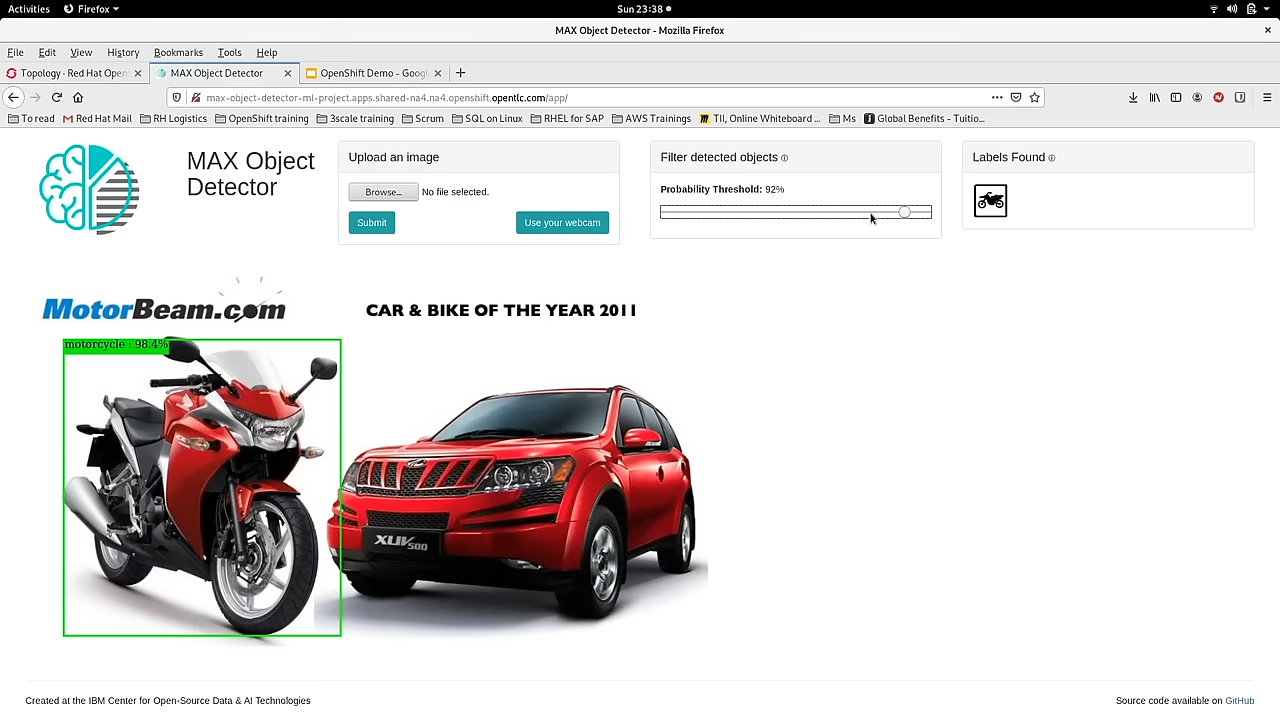 Activities Firefox Sun 23:38
MAX Object Detector - Mozilla Firefox
File Edit View History Bookmarks Tools Help
Topology · Red Hat Open MAX Object Detector OpenShift Demo - Googl
max-object-detector-ml-project.apps.shared-na4.na4.openshift.opentlc.com/app/
To read Red Hat Mail RH Logistics OpenShift training 3scale training Scrum SQL on Linux RHEL for SAP AWS Trainings TII, Online Whiteboard ... Ms Global Benefits - Tuitio...
MAX Object
Detector
Upload an image
Browse... No file selected.
Submit Use your webcam
Filter detected objects
Probability Threshold: 92%
Labels Found
MotorBeam.com CAR & BIKE OF THE YEAR 2011
motorcycle : 98.4%
XUV500
Created at the IBM Center for Open-Source Data & AI Technologies Source code available on GitHub